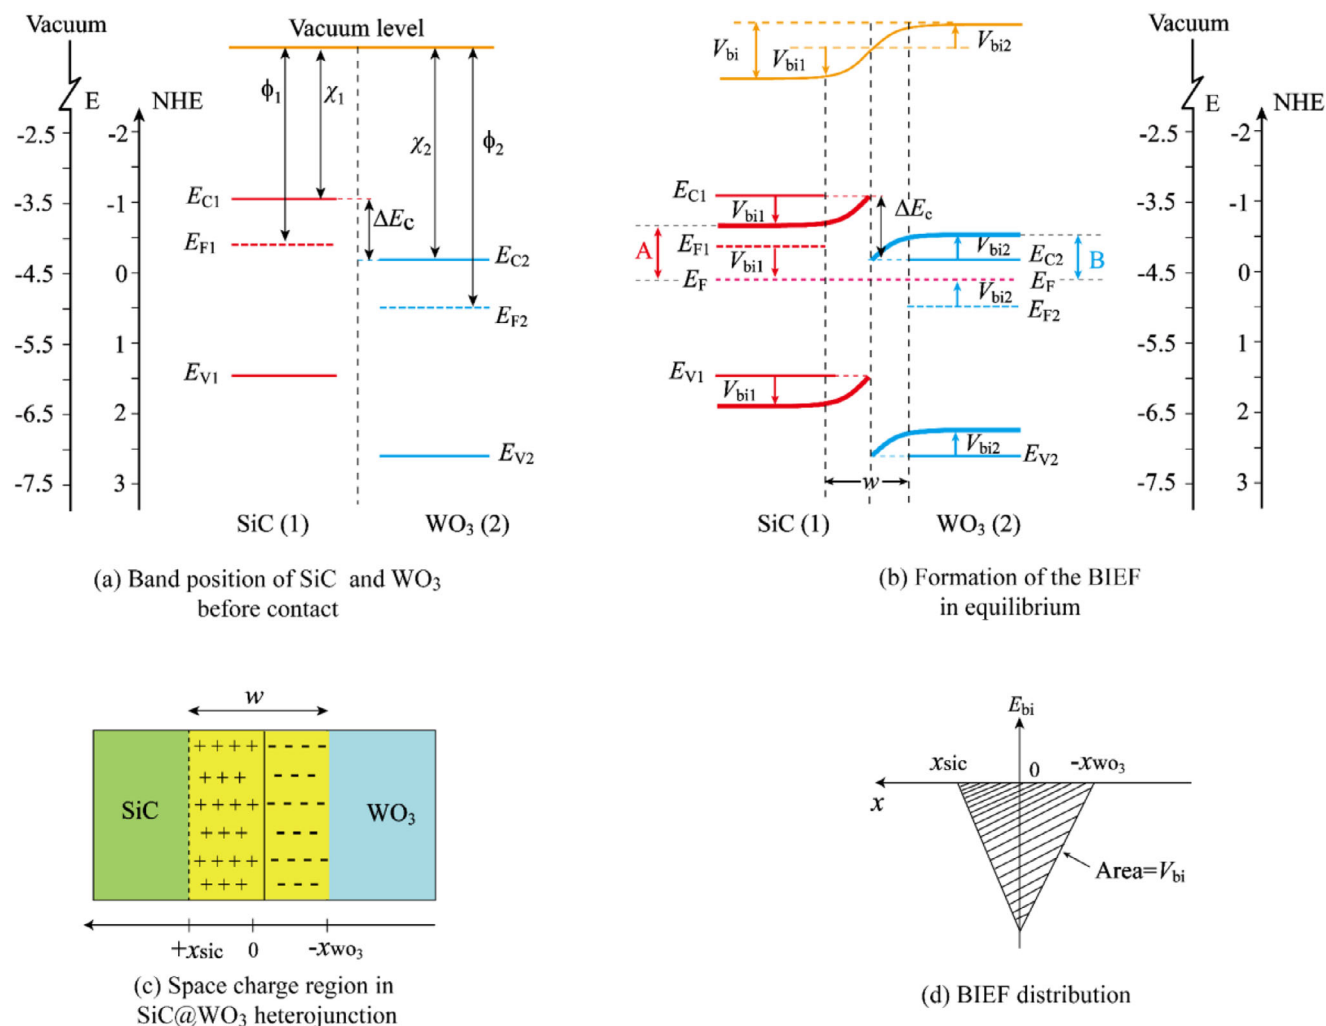 Vacuum
Vacuum level
E
NHE
-2.5
-3.5
-4.5
-5.5
-6.5
-7.5
-2
-1
0
1
2
3
ϕ1
χ1
χ2
ϕ2
EC1
ΔEc
EF1
EC2
EF2
EV1
EV2
SiC (1)
WO3 (2)
(a) Band position of SiC and WO3
before contact
Vbi
Vbi1
Vbi2
Vacuum
E
NHE
-2.5
-3.5
-4.5
-5.5
-6.5
-7.5
-2
-1
0
1
2
3
EC1
Vbi1
ΔEc
A
EF1
Vbi1
EF
Vbi2
EC2
B
EF
Vbi2
EF2
EV1
Vbi1
Vbi2
EV2
w
SiC (1)
WO3 (2)
(b) Formation of the BIEF
in equilibrium
w
+ + + + - - - -
+ + + - - -
+ + + + - - - -
+ + + - - -
+ + + + - - - -
+ + + - - -
SiC
WO3
+xsic 0 -xwo3
(c) Space charge region in
SiC@WO3 heterojunction
Ebi
xsic 0 -xwo3
x
Area=Vbi
(d) BIEF distribution